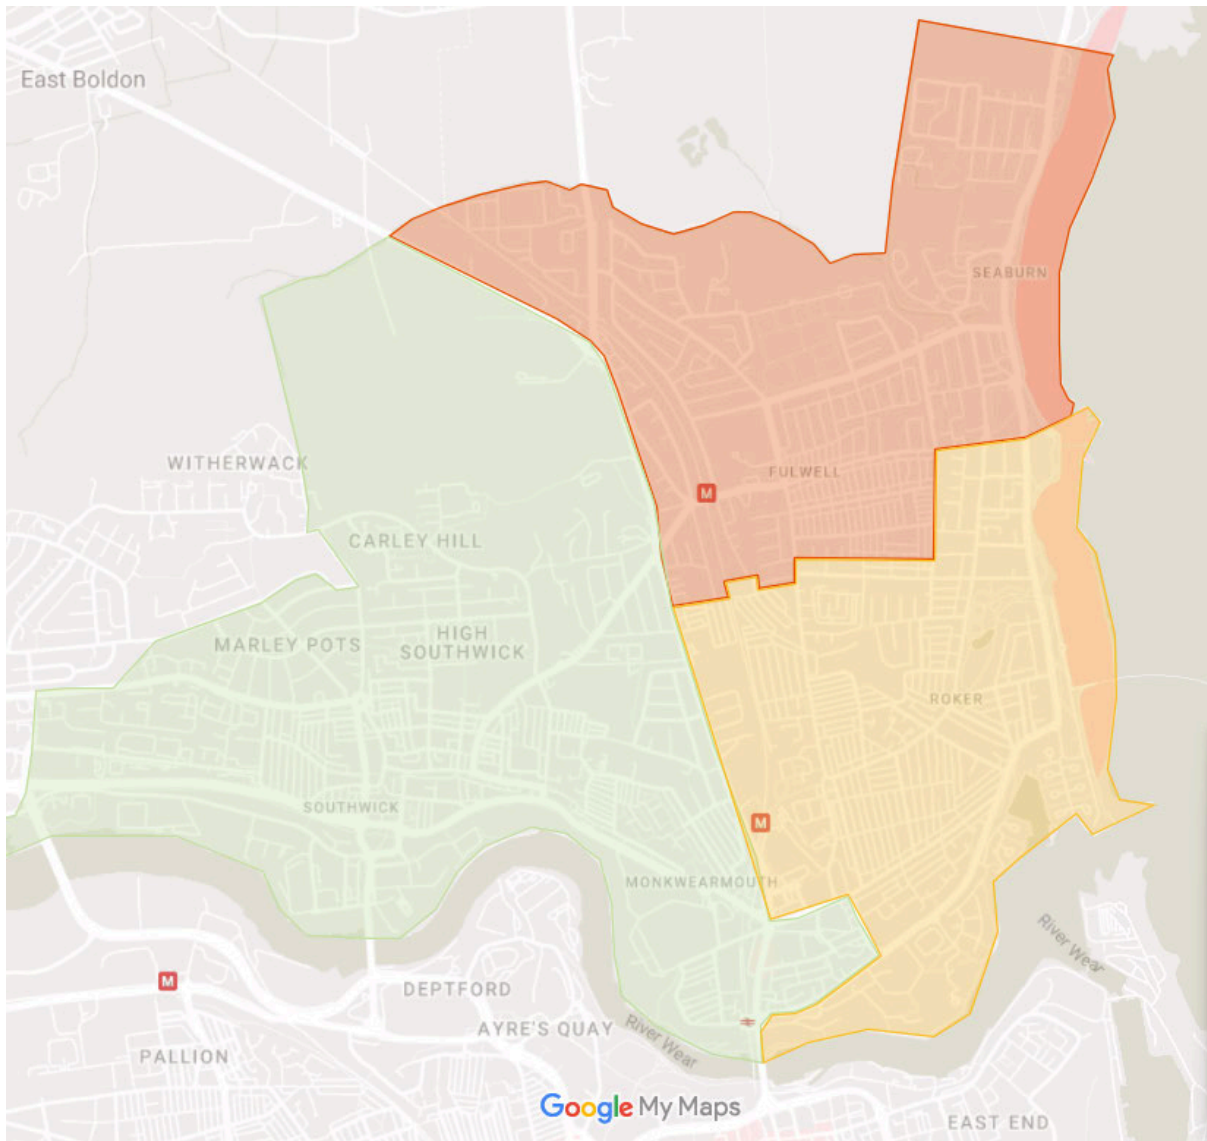 East Boldon
SEABURN
WITHERWACK
FULWELL
M
CARLEY HILL
MARLEY POTS
HIGH
SOUTHWICK
ROKER
SOUTHWICK
M
MONKWEARMOUTH
River Wear
M
DEPTFORD
AYRE'S QUAY
River Wear
PALLION
Google My Maps
EAST END